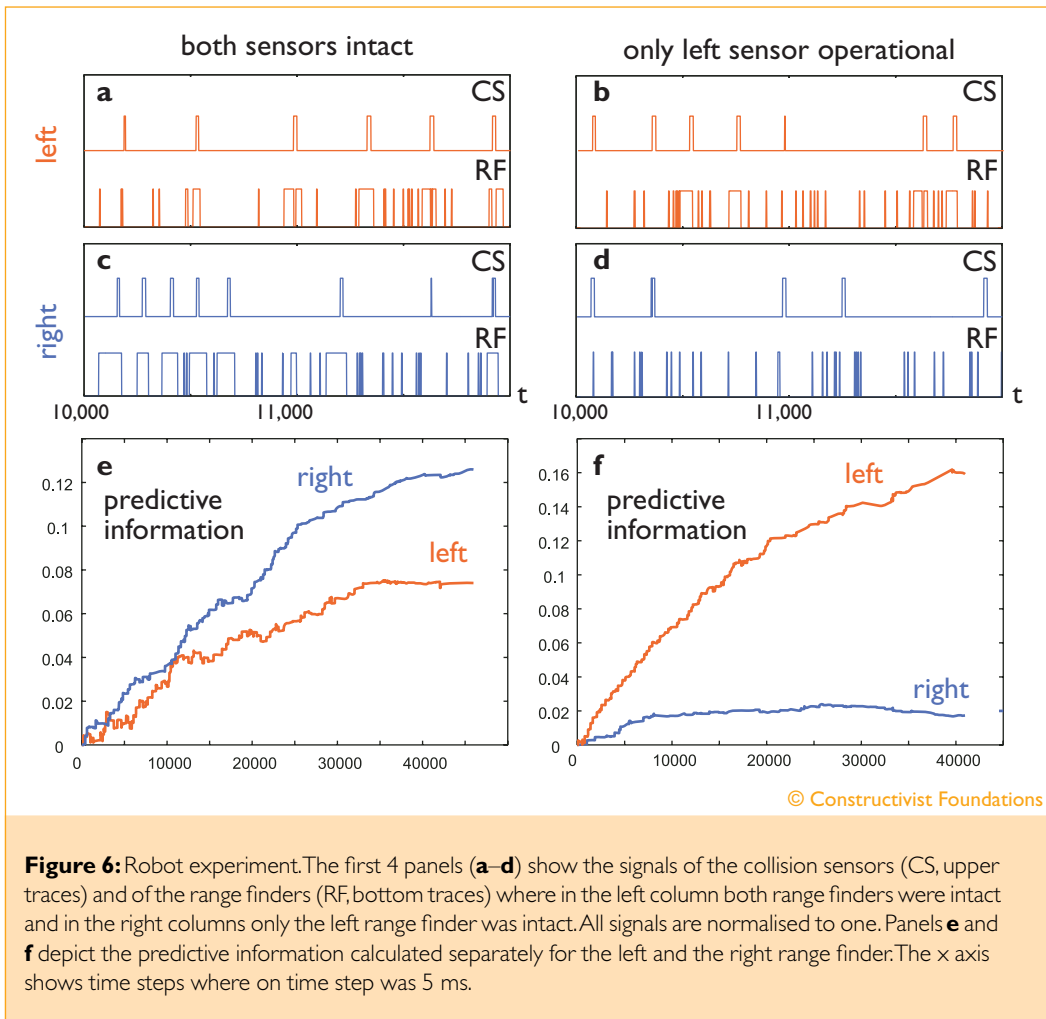 both sensors intact
only left sensor operational
a
CS
left
RF
b
CS
RF
c
CS
right
RF
t
10,000
11,000
d
CS
RF
10,000
11,000
e
right
predictive
information
left
0.12
0.1
0.08
0.06
0.04
0.02
0
0
10000
20000
30000
40000
f
left
predictive
information
right
0.16
0.14
0.12
0.1
0.08
0.06
0.04
0.02
0
0
10000
20000
30000
40000
© Constructivist Foundations
Figure 6: Robot experiment. The first 4 panels (a–d) show the signals of the collision sensors (CS, upper
traces) and of the range finders (RF, bottom traces) where in the left column both range finders were intact
and in the right columns only the left range finder was intact. All signals are normalised to one. Panels e and
f depict the predictive information calculated separately for the left and the right range finder. The x axis
shows time steps where on time step was 5 ms.